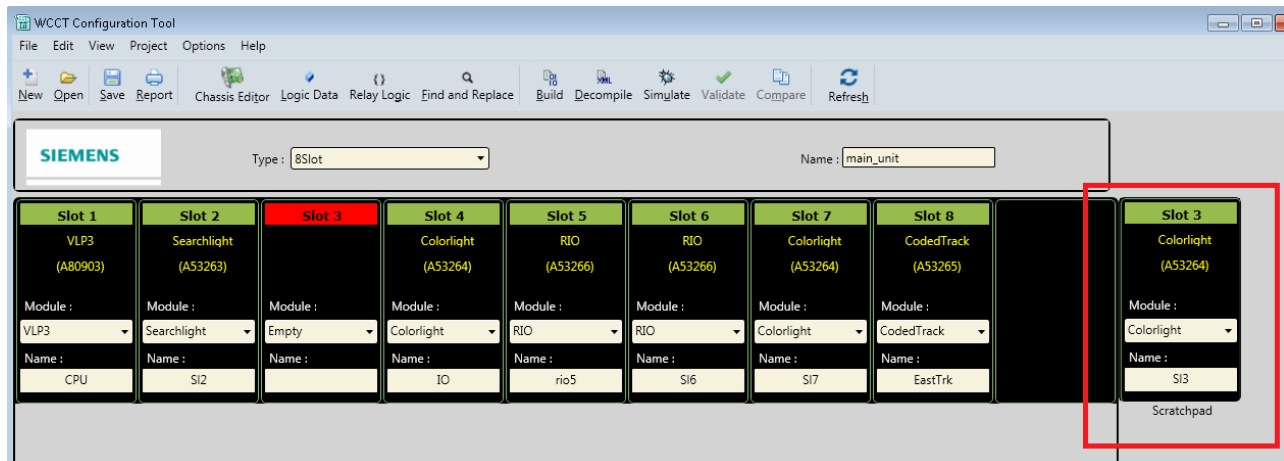 WCCT Configuration Tool
File Edit View Project Options Help
New Open Save Report Chassis Editor Logic Data Relay Logic Find and Replace Build Decompile Simulate Validate Compare Refresh
SIEMENS Type : 8Slot Name : main_unit
Slot 1 Slot 2 Slot 3 Slot 4 Slot 5 Slot 6 Slot 7 Slot 8 Slot 3
VLP3 Searchlight Colorlight RIO RIO Colorlight CodedTrack Colorlight
(A80903) (A53263) (A53264) (A53266) (A53266) (A53264) (A53265) (A53264)
Module : Module : Module : Module : Module : Module : Module : Module : Module :
VLP3 Searchlight Empty Colorlight RIO RIO Colorlight CodedTrack Colorlight
Name : Name : Name : Name : Name : Name : Name : Name : Name :
CPU SI2 IO rio5 SI6 SI7 EastTrk SI3
Scratchpad